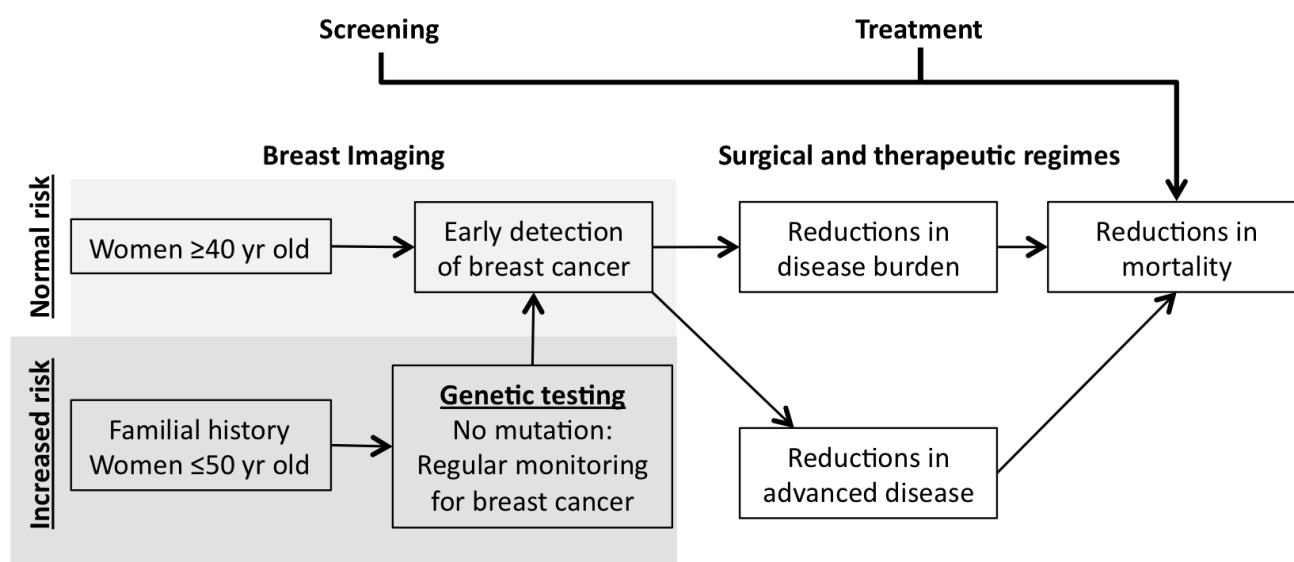 Screening
Treatment
Breast Imaging
Surgical and therapeutic regimes
Normal risk
Women ≥40 yr old
Early detection
of breast cancer
Reductions in
disease burden
Reductions in
mortality
Increased risk
Familial history
Women ≤50 yr old
Genetic testing
No mutation:
Regular monitoring
for breast cancer
Reductions in
advanced disease